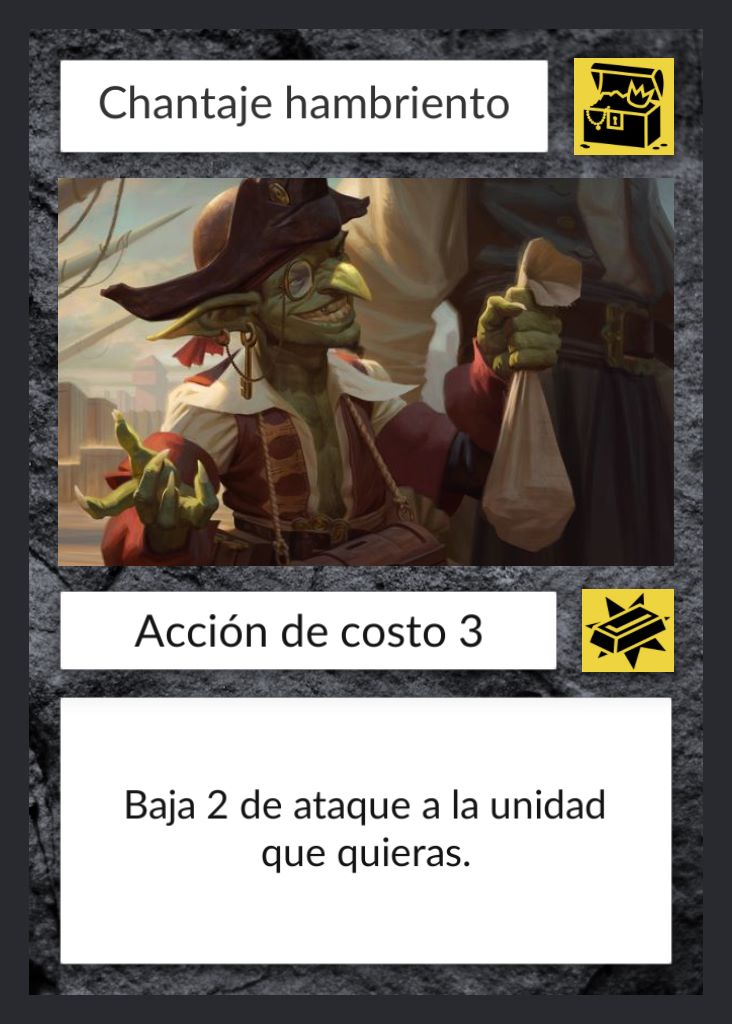 Chantaje hambriento
Acción de costo 3
Baja 2 de ataque a la unidad
que quieras.